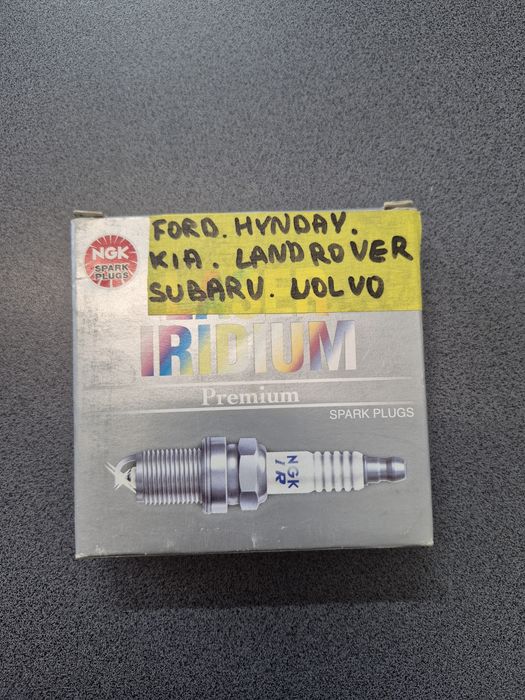 NGK
SPARK
PLUGS
FORD. HYNDAY.
KIA. LANDROVER
SUBARU. VOLVO
IRIDIUM
Premium
SPARK PLUGS
NGK
IR